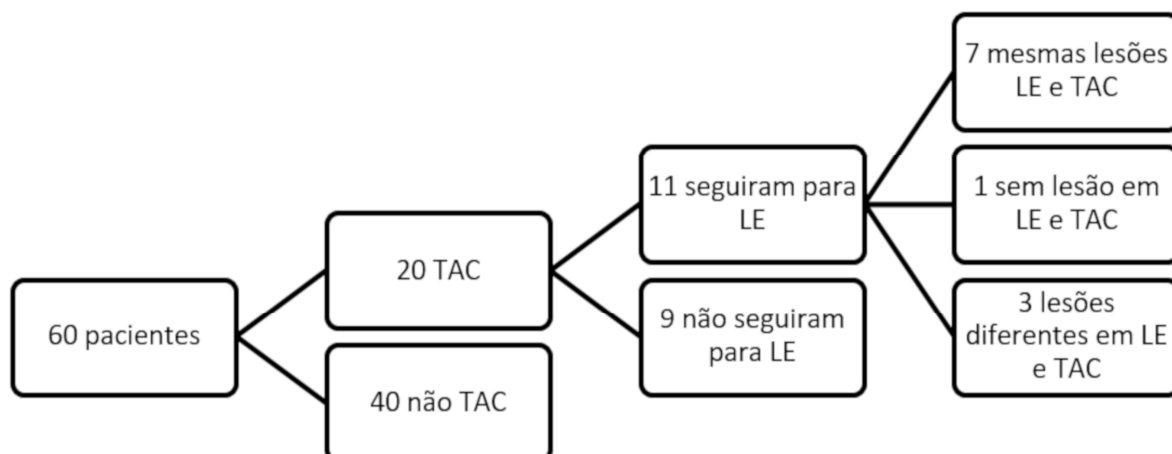 60 pacientes
20 TAC
40 não TAC
11 seguiram para
LE
9 não seguiram
para LE
7 mesmas lesões
LE e TAC
1 sem lesão em
LE e TAC
3 lesões
diferentes em LE
e TAC